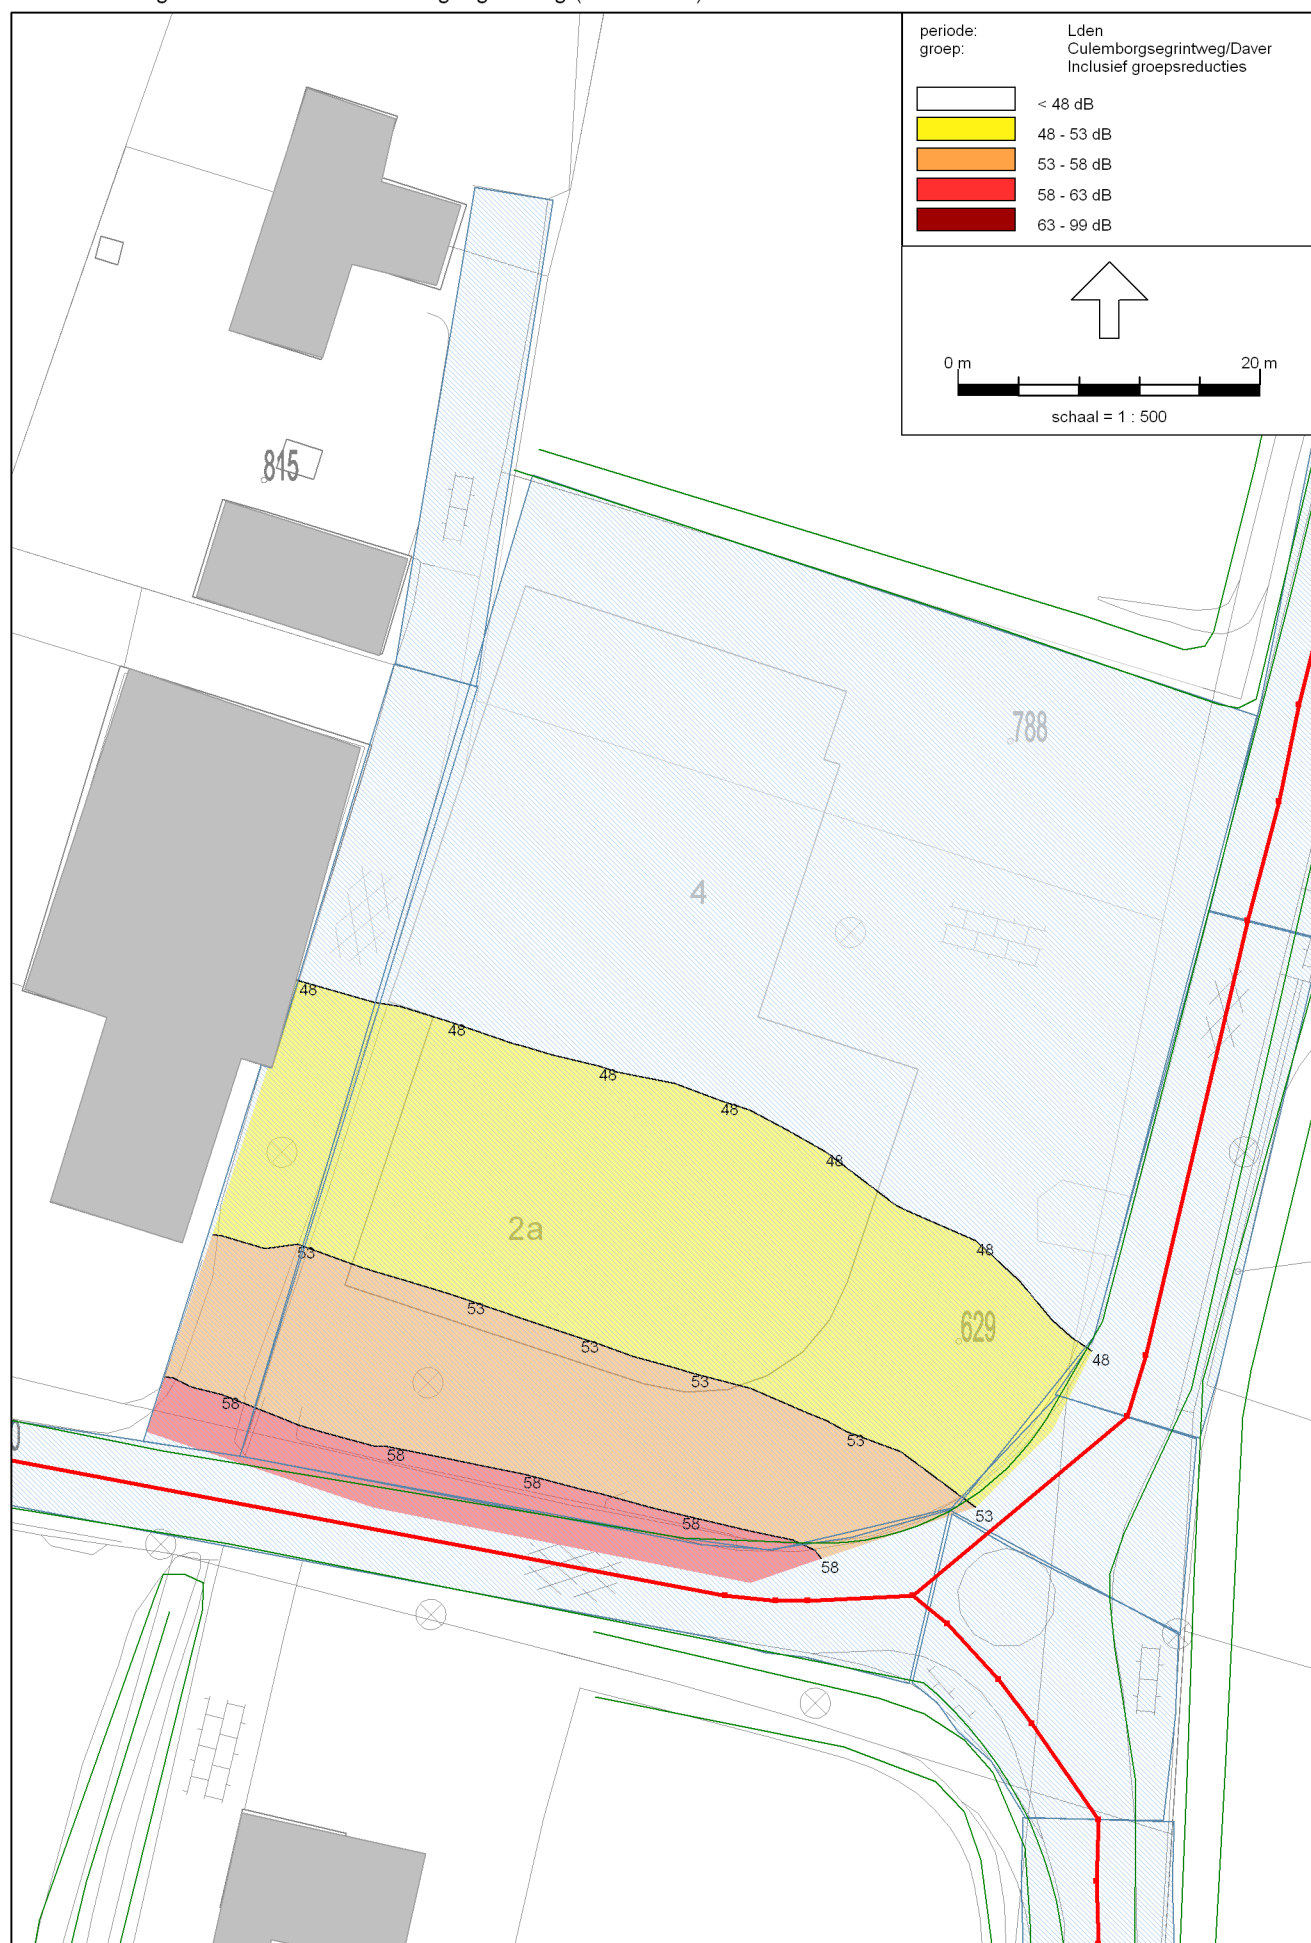 periode: Lden
groep: Culemborgsegrintweg/Daver
Inclusief groepsreducties
< 48 dB
48 - 53 dB
53 - 58 dB
58 - 63 dB
63 - 99 dB
0 m 20 m
schaal = 1 : 500
815
788
4
48
48
48
48
48
2a
48
53
53
629
53
48
53
58
53
58
58
53
58
58